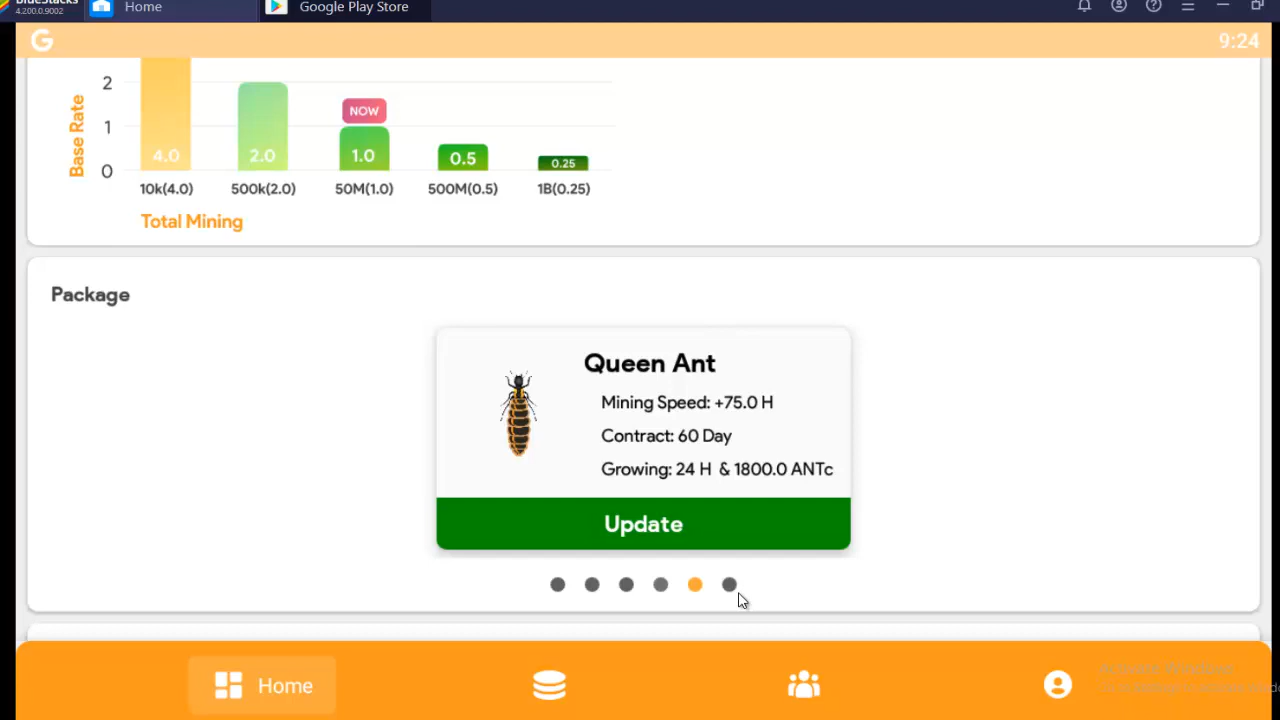 BlueStacks
4.200.0.9002
Home
Google Play Store
G
9:24
Base Rate
2
1
0
NOW
4.0
2.0
1.0
0.5
0.25
10k(4.0)
500k(2.0)
50M(1.0)
500M(0.5)
1B(0.25)
Total Mining
Package
Queen Ant
Mining Speed: +75.0 H
Contract: 60 Day
Growing: 24 H & 1800.0 ANTc
Update
Home
Activate Windows